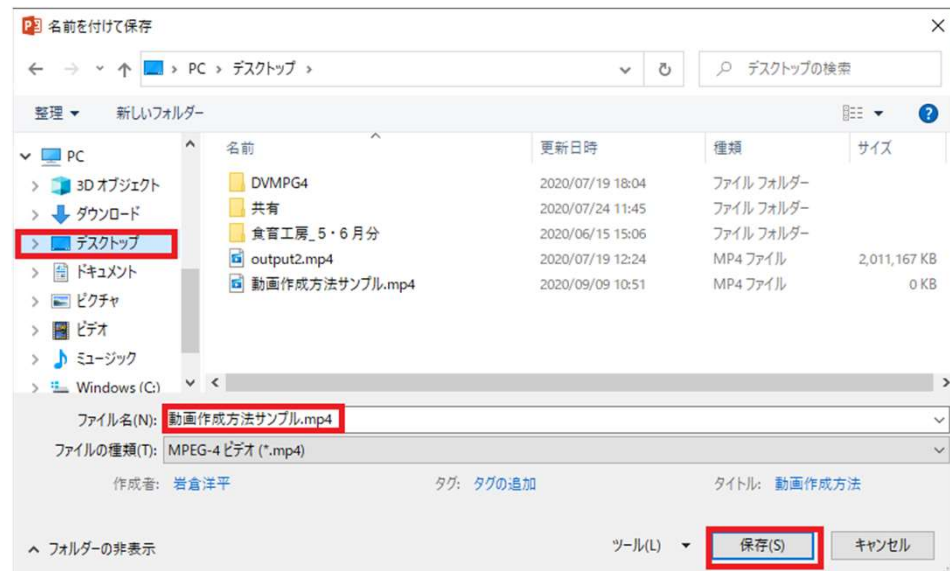 名前を付けて保存
PC › デスクトップ ›
デスクトップの検索
整理
新しいフォルダー
名前 更新日時 種類 サイズ
PC
3D オブジェクト
ダウンロード
デスクトップ
ドキュメント
ピクチャ
ビデオ
ミュージック
Windows (C:)
DVMPG4 2020/07/19 18:04 ファイル フォルダー
共有 2020/07/24 11:45 ファイル フォルダー
食育工房_5・6月分 2020/06/15 15:06 ファイル フォルダー
output2.mp4 2020/07/19 12:24 MP4 ファイル 2,011,167 KB
動画作成方法サンプル.mp4 2020/09/09 10:51 MP4 ファイル 0 KB
ファイル名(N): 動画作成方法サンプル.mp4
ファイルの種類(T): MPEG-4 ビデオ (*.mp4)
作成者: 岩倉洋平 タグ: タグの追加 タイトル: 動画作成方法
フォルダーの非表示 ツール(L) 保存(S) キャンセル